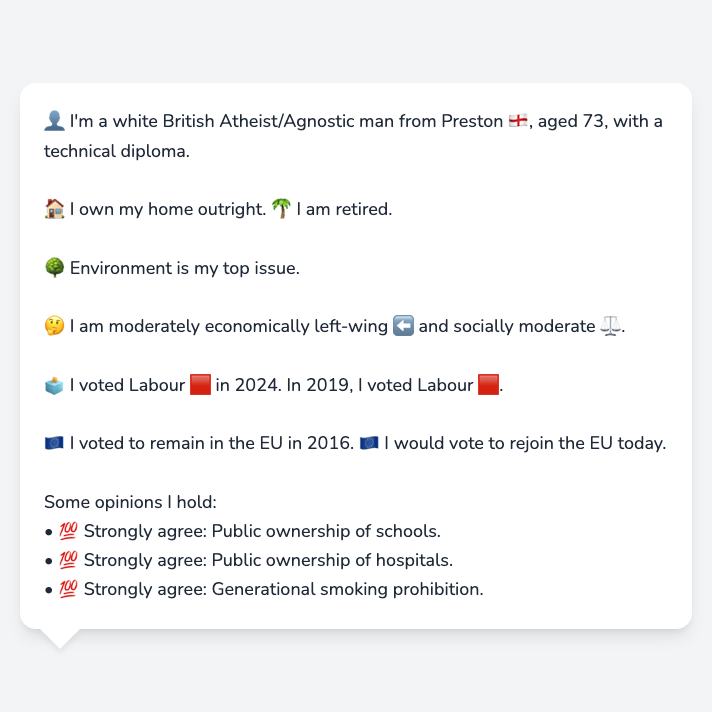 👤 I'm a white British Atheist/Agnostic man from Preston 🏴󠁧󠁢󠁥󠁮󠁧󠁿, aged 73, with a
technical diploma.
🏠 I own my home outright. 🌴 I am retired.
🌳 Environment is my top issue.
🤔 I am moderately economically left-wing ⬅️ and socially moderate ⚖️.
🗳️ I voted Labour 🟥 in 2024. In 2019, I voted Labour 🟥.
🇪🇺 I voted to remain in the EU in 2016. 🇪🇺 I would vote to rejoin the EU today.
Some opinions I hold:
• 💯 Strongly agree: Public ownership of schools.
• 💯 Strongly agree: Public ownership of hospitals.
• 💯 Strongly agree: Generational smoking prohibition.